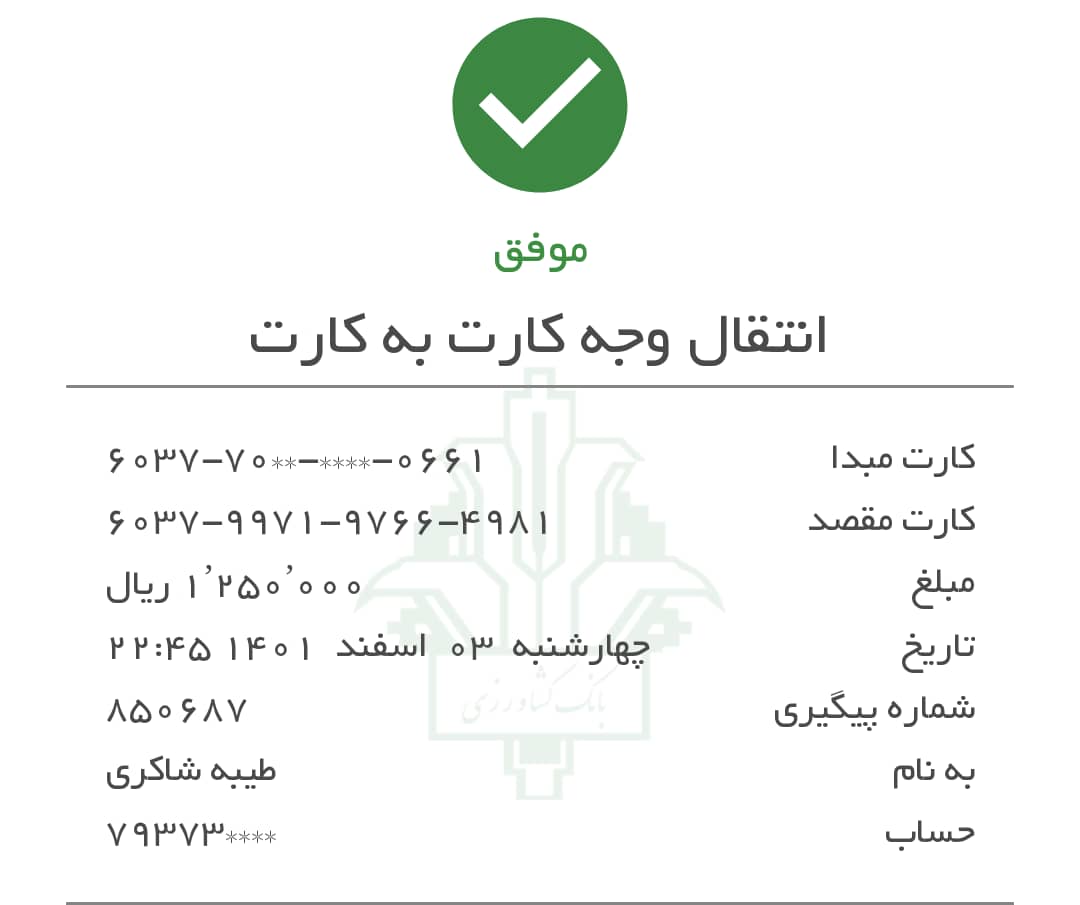 موفق
انتقال وجه کارت به کارت
کارت مبدا ۶۰۳۷-۷۰**-****-۰۶۶۱
کارت مقصد ۶۰۳۷-۹۹۷۱-۹۷۶۶-۴۹۸۱
مبلغ ۱٬۲۵۰٬۰۰۰ ریال
تاریخ چهارشنبه ۰۳ اسفند ۱۴۰۱ ۲۲:۴۵
شماره پیگیری ۸۵۰۶۸۷
به نام طیبه شاکری
حساب ۷۹۳۷۳****
بانک کشاورزی